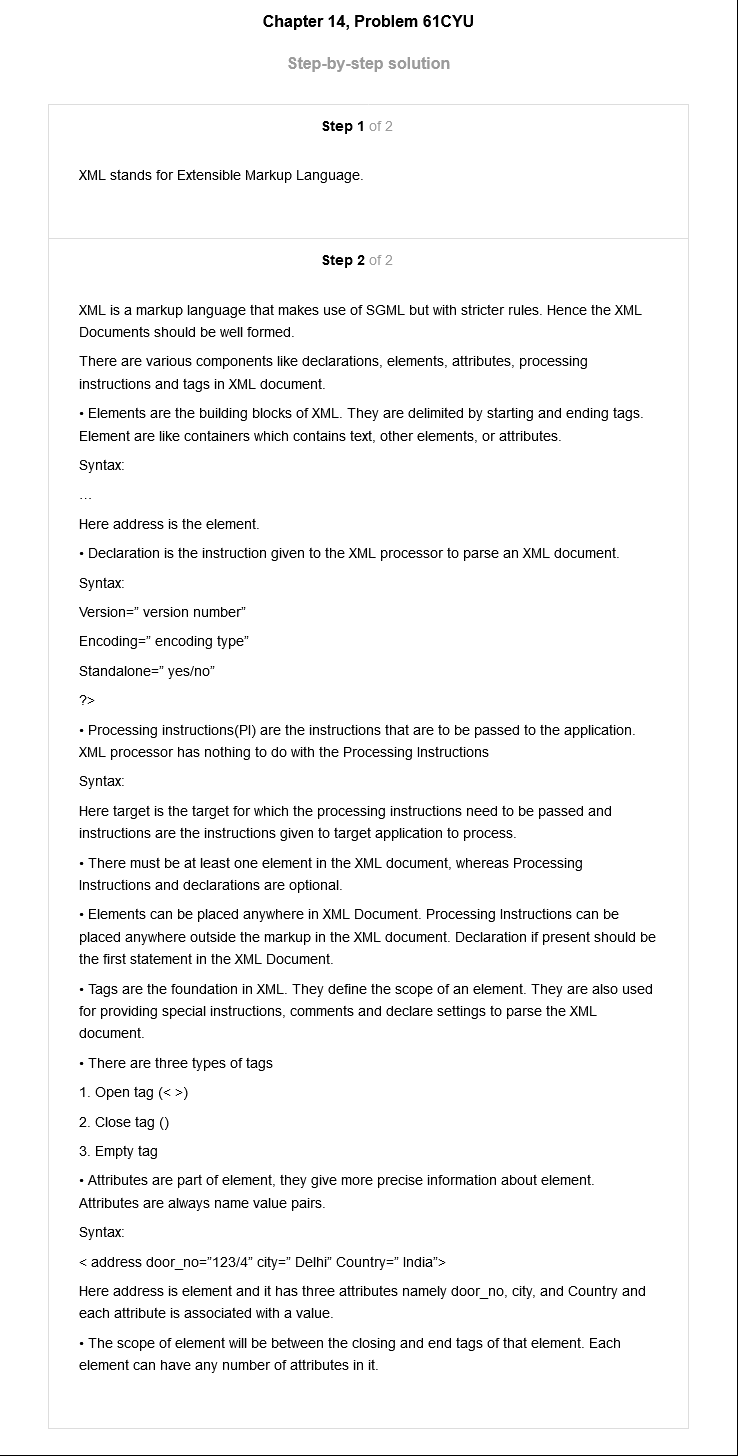 Chapter 14, Problem 61CYU
Step-by-step solution
Step 1 of 2
XML stands for Extensible Markup Language.
Step 2 of 2
XML is a markup language that makes use of SGML but with stricter rules. Hence the XML
Documents should be well formed.
There are various components like declarations, elements, attributes, processing
instructions and tags in XML document.
• Elements are the building blocks of XML. They are delimited by starting and ending tags.
Element are like containers which contains text, other elements, or attributes.
Syntax:
…
Here address is the element.
• Declaration is the instruction given to the XML processor to parse an XML document.
Syntax:
Version=” version number”
Encoding=” encoding type”
Standalone=” yes/no”
?>
• Processing instructions(PI) are the instructions that are to be passed to the application.
XML processor has nothing to do with the Processing Instructions
Syntax:
Here target is the target for which the processing instructions need to be passed and
instructions are the instructions given to target application to process.
• There must be at least one element in the XML document, whereas Processing
Instructions and declarations are optional.
• Elements can be placed anywhere in XML Document. Processing Instructions can be
placed anywhere outside the markup in the XML document. Declaration if present should be
the first statement in the XML Document.
• Tags are the foundation in XML. They define the scope of an element. They are also used
for providing special instructions, comments and declare settings to parse the XML
document.
• There are three types of tags
1. Open tag (< >)
2. Close tag ()
3. Empty tag
• Attributes are part of element, they give more precise information about element.
Attributes are always name value pairs.
Syntax:
< address door_no=”123/4” city=” Delhi” Country=” India”>
Here address is element and it has three attributes namely door_no, city, and Country and
each attribute is associated with a value.
• The scope of element will be between the closing and end tags of that element. Each
element can have any number of attributes in it.